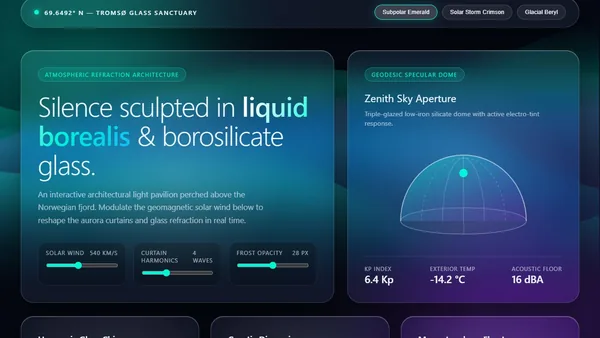 69.6492° N — TROMSØ GLASS SANCTUARY
Subpolar Emerald
Solar Storm Crimson
Glacial Beryl
ATMOSPHERIC REFRACTION ARCHITECTURE
Silence sculpted in liquid
borealis & borosilicate
glass.
An interactive architectural light pavilion perched above the
Norwegian fjord. Modulate the geomagnetic solar wind below to
reshape the aurora curtains and glass refraction in real time.
SOLAR WIND 540 KM/S
CURTAIN HARMONICS
4 WAVES
FROST OPACITY 28 PX
GEODESIC SPECULAR DOME
Zenith Sky Aperture
Triple-glazed low-iron silicate dome with active electro-tint
response.
KP INDEX
6.4 Kp
EXTERIOR TEMP
-14.2 °C
ACOUSTIC FLOOR
16 dBA